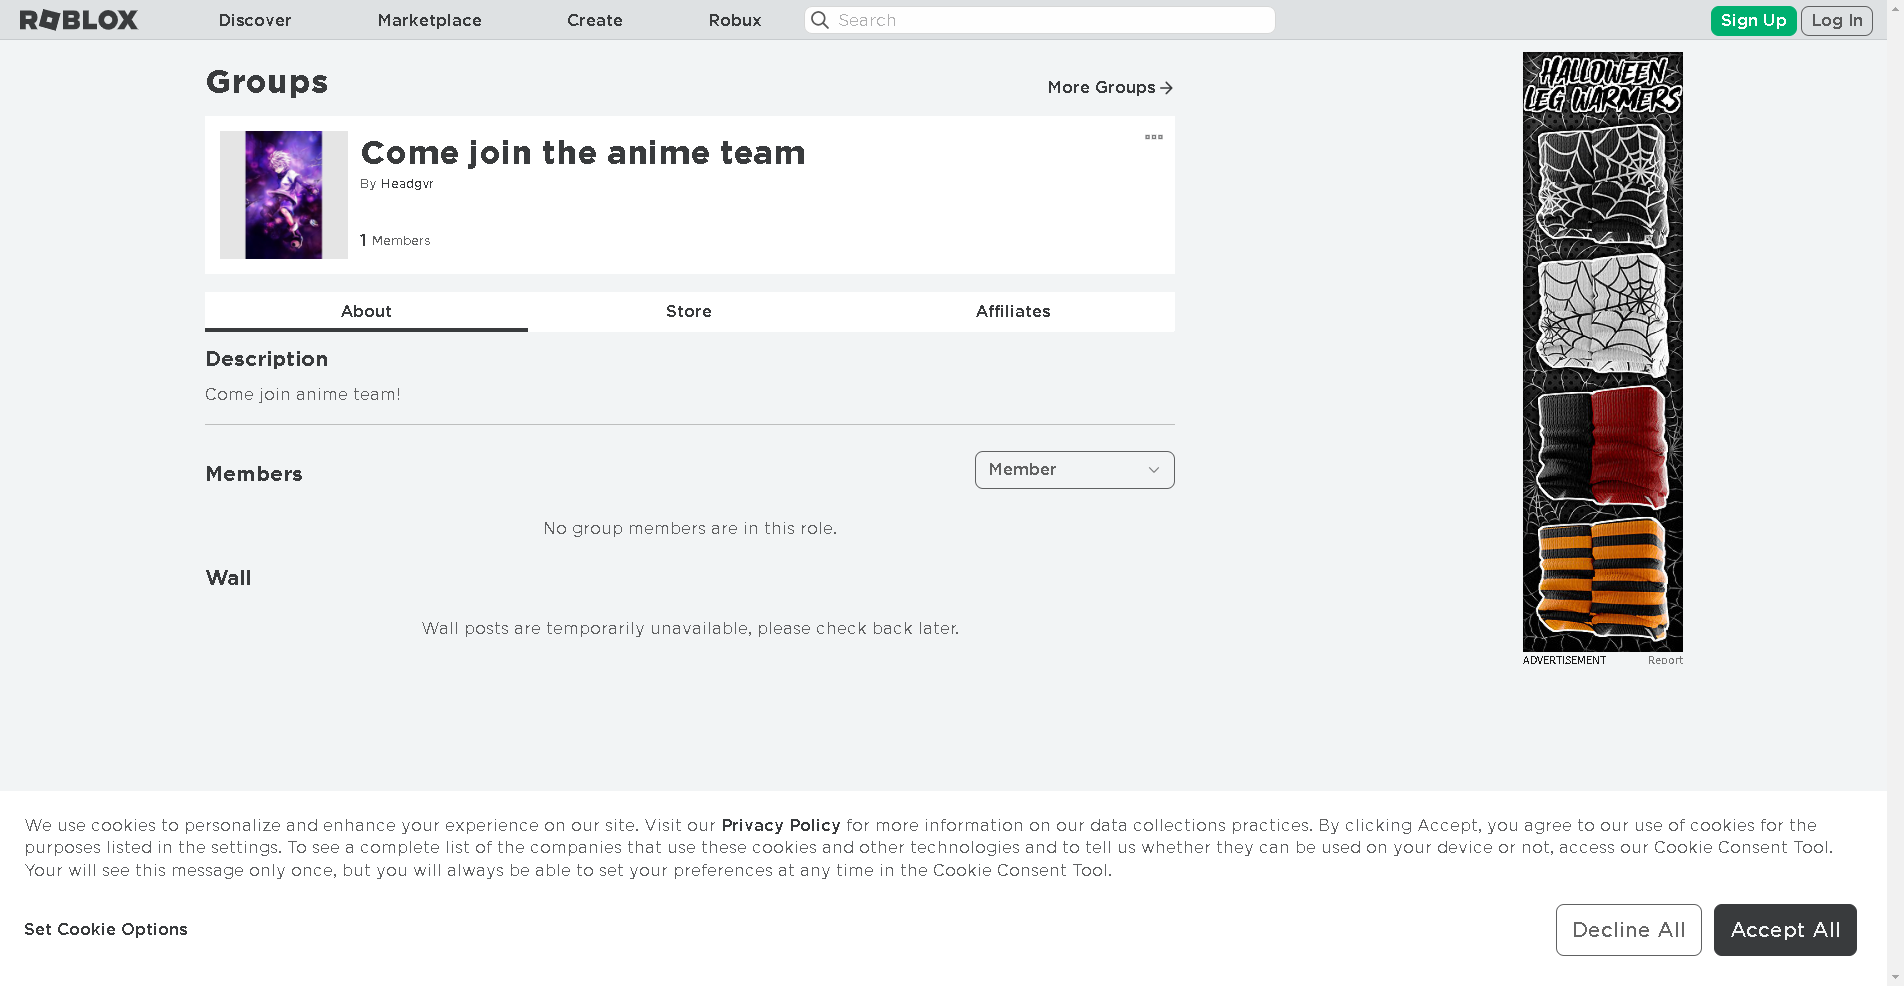 ROBLOX
Discover
Marketplace
Create
Robux
Search
Sign Up
Log In
Groups
More Groups
Come join the anime team
By Headgvr
1 Members
About
Store
Affiliates
Description
Come join anime team!
Members
Member
No group members are in this role.
Wall
Wall posts are temporarily unavailable, please check back later.
HALLOWEEN
LEG WARMERS
ADVERTISEMENT
Report
We use cookies to personalize and enhance your experience on our site. Visit our Privacy Policy for more information on our data collections practices. By clicking Accept, you agree to our use of cookies for the
purposes listed in the settings. To see a complete list of the companies that use these cookies and other technologies and to tell us whether they can be used on your device or not, access our Cookie Consent Tool.
Your will see this message only once, but you will always be able to set your preferences at any time in the Cookie Consent Tool.
Set Cookie Options
Decline All
Accept All